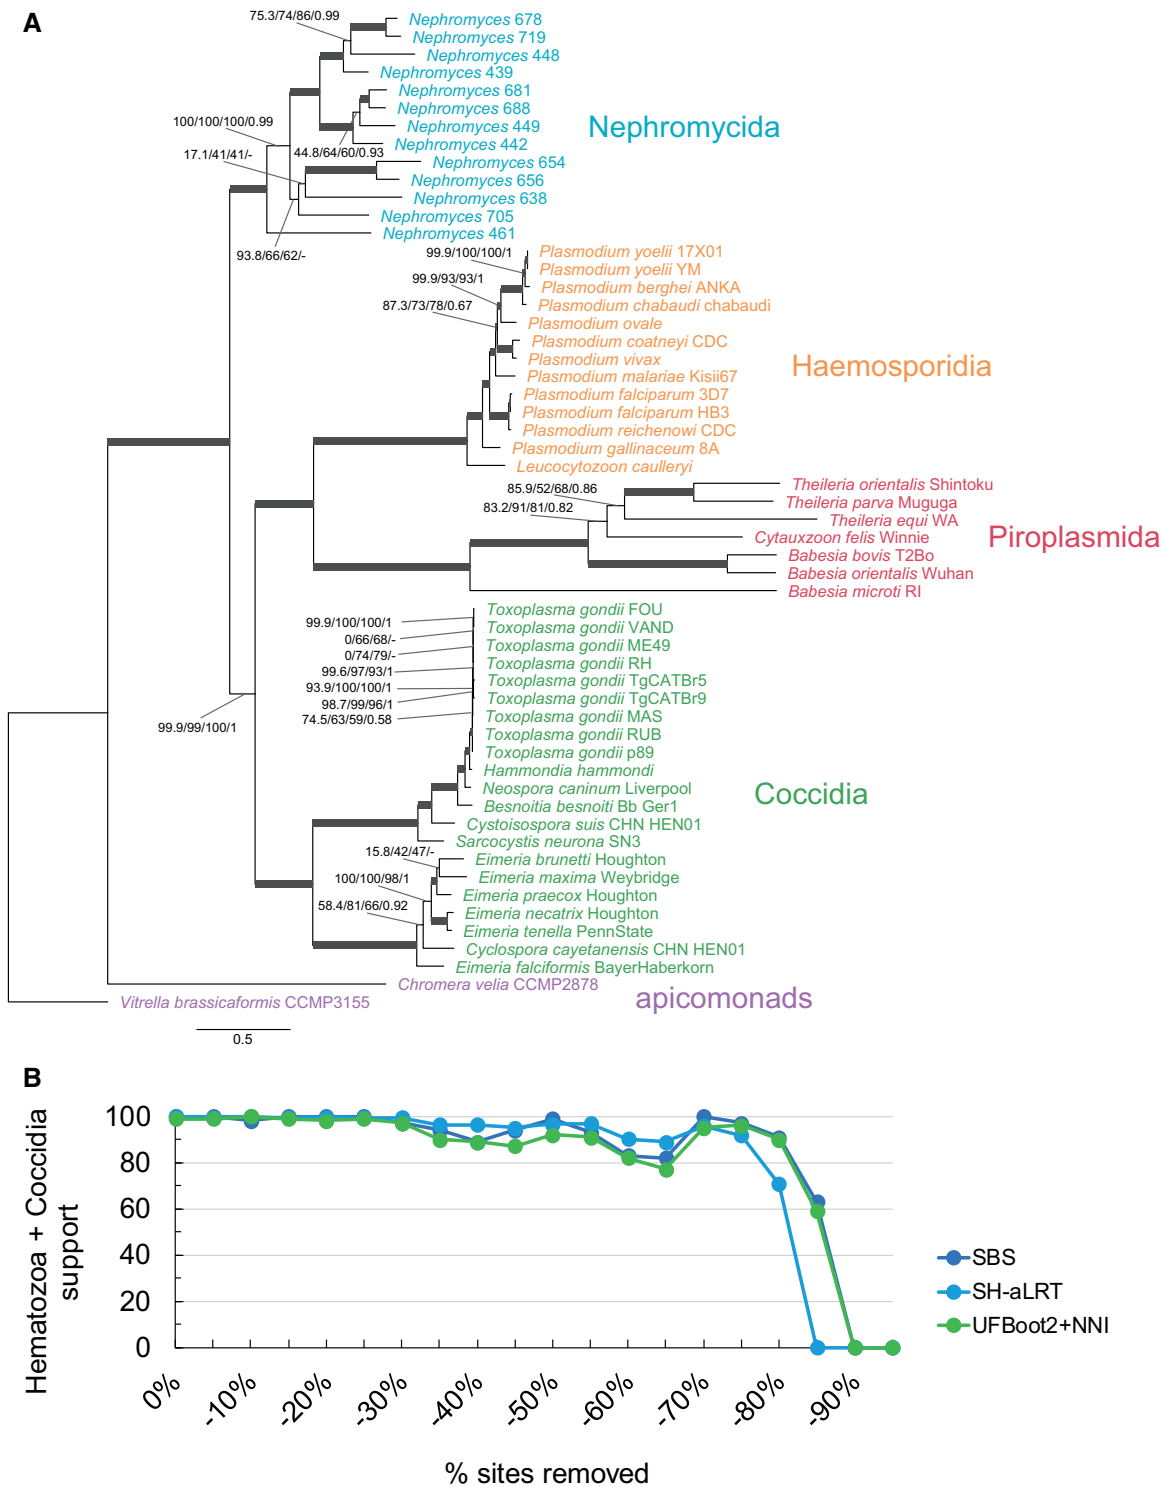 A
75.3/74/86/0.99
Nephromyces 678
Nephromyces 719
Nephromyces 448
Nephromyces 439
Nephromyces 681
Nephromyces 688
100/100/100/0.99
Nephromyces 449
Nephromycida
Nephromyces 442
17.1/41/41/-
44.8/64/60/0.93
Nephromyces 654
Nephromyces 656
Nephromyces 638
Nephromyces 705
Nephromyces 461
93.8/66/62/-
99.9/100/100/1
Plasmodium yoelii 17X01
Plasmodium yoelii YM
99.9/93/93/1
Plasmodium berghei ANKA
87.3/73/78/0.67
Plasmodium chabaudi chabaudi
Plasmodium ovale
Plasmodium coatneyi CDC
Plasmodium vivax
Haemosporidia
Plasmodium malariae Kisii67
Plasmodium falciparum 3D7
Plasmodium falciparum HB3
Plasmodium reichenowi CDC
Plasmodium gallinaceum 8A
Leucocytozoon caulleryi
85.9/52/68/0.86
Theileria orientalis Shintoku
Theileria parva Muguga
83.2/91/81/0.82
Theileria equi WA
Cytauxzoon felis Winnie
Piroplasmida
Babesia bovis T2Bo
Babesia orientalis Wuhan
Babesia microti RI
Toxoplasma gondii FOU
99.9/100/100/1
Toxoplasma gondii VAND
0/66/68/-
Toxoplasma gondii ME49
0/74/79/-
Toxoplasma gondii RH
99.6/97/93/1
Toxoplasma gondii TgCATBr5
93.9/100/100/1
Toxoplasma gondii TgCATBr9
98.7/99/96/1
Toxoplasma gondii MAS
74.5/63/59/0.58
99.9/99/100/1
Toxoplasma gondii RUB
Toxoplasma gondii p89
Hammondia hammondi
Neospora caninum Liverpool
Coccidia
Besnoitia besnoiti Bb Ger1
Cystoisospora suis CHN HEN01
Sarcocystis neurona SN3
15.8/42/47/-
Eimeria brunetti Houghton
Eimeria maxima Weybridge
100/100/98/1
Eimeria praecox Houghton
58.4/81/66/0.92
Eimeria necatrix Houghton
Eimeria tenella PennState
Cyclospora cayetanensis CHN HEN01
Eimeria falciformis BayerHaberkorn
Chromera velia CCMP2878
apicomonads
Vitrella brassicaformis CCMP3155
0.5
B
Hematozoa + Coccidia
support
100
80
60
40
20
0
SBS
SH-aLRT
UFBoot2+NNI
0%
-10%
-20%
-30%
-40%
-50%
-60%
-70%
-80%
-90%
% sites removed